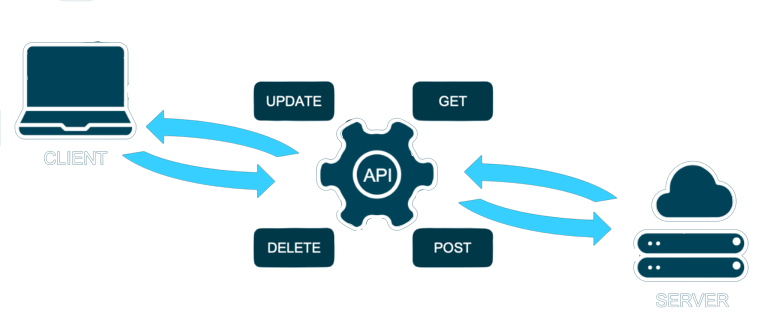 UPDATE
GET
CLIENT
API
DELETE
POST
SERVER